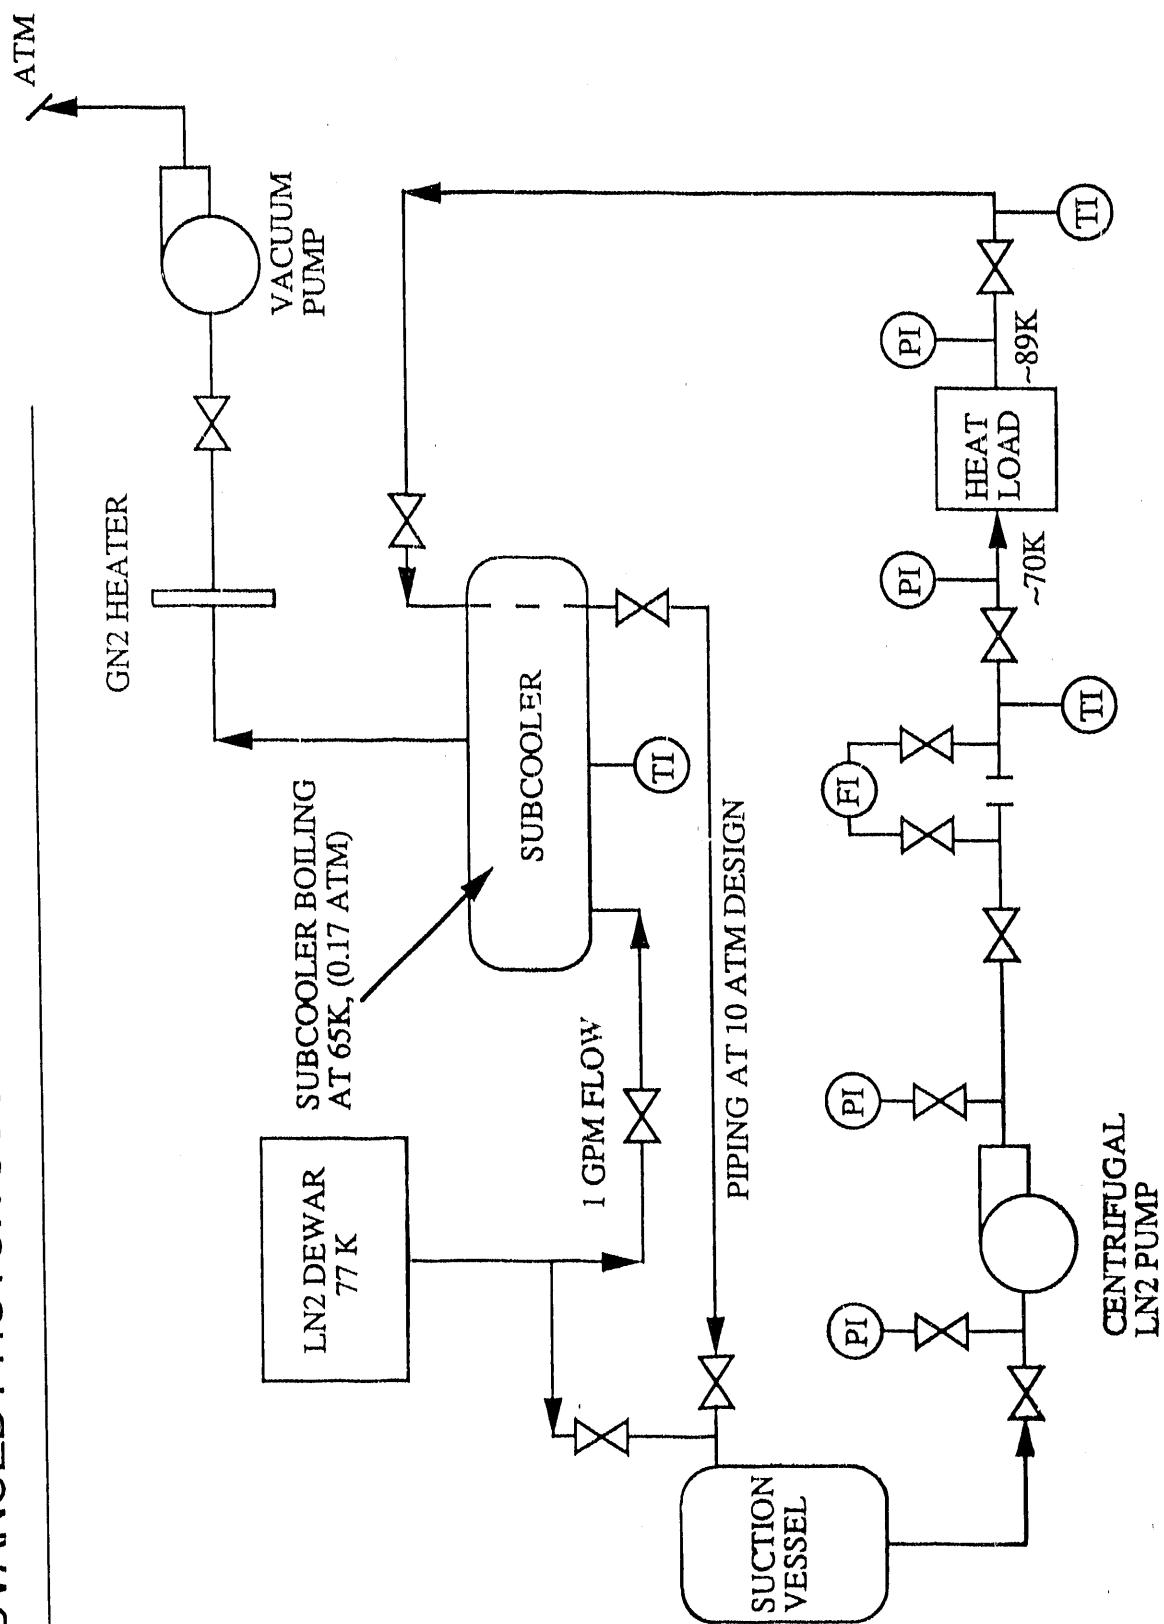 ATM
GN2 HEATER
VACUUM
PUMP
SUBCOOLER BOILING
AT 65K, (0.17 ATM)
LN2 DEWAR
77 K
SUBCOOLER
1 GPM FLOW
TI
PIPING AT 10 ATM DESIGN
SUCTION
VESSEL
PI
PI
FI
PI
PI
HEAT
LOAD
~70K
~89K
TI
TI
CENTRIFUGAL
LN2 PUMP